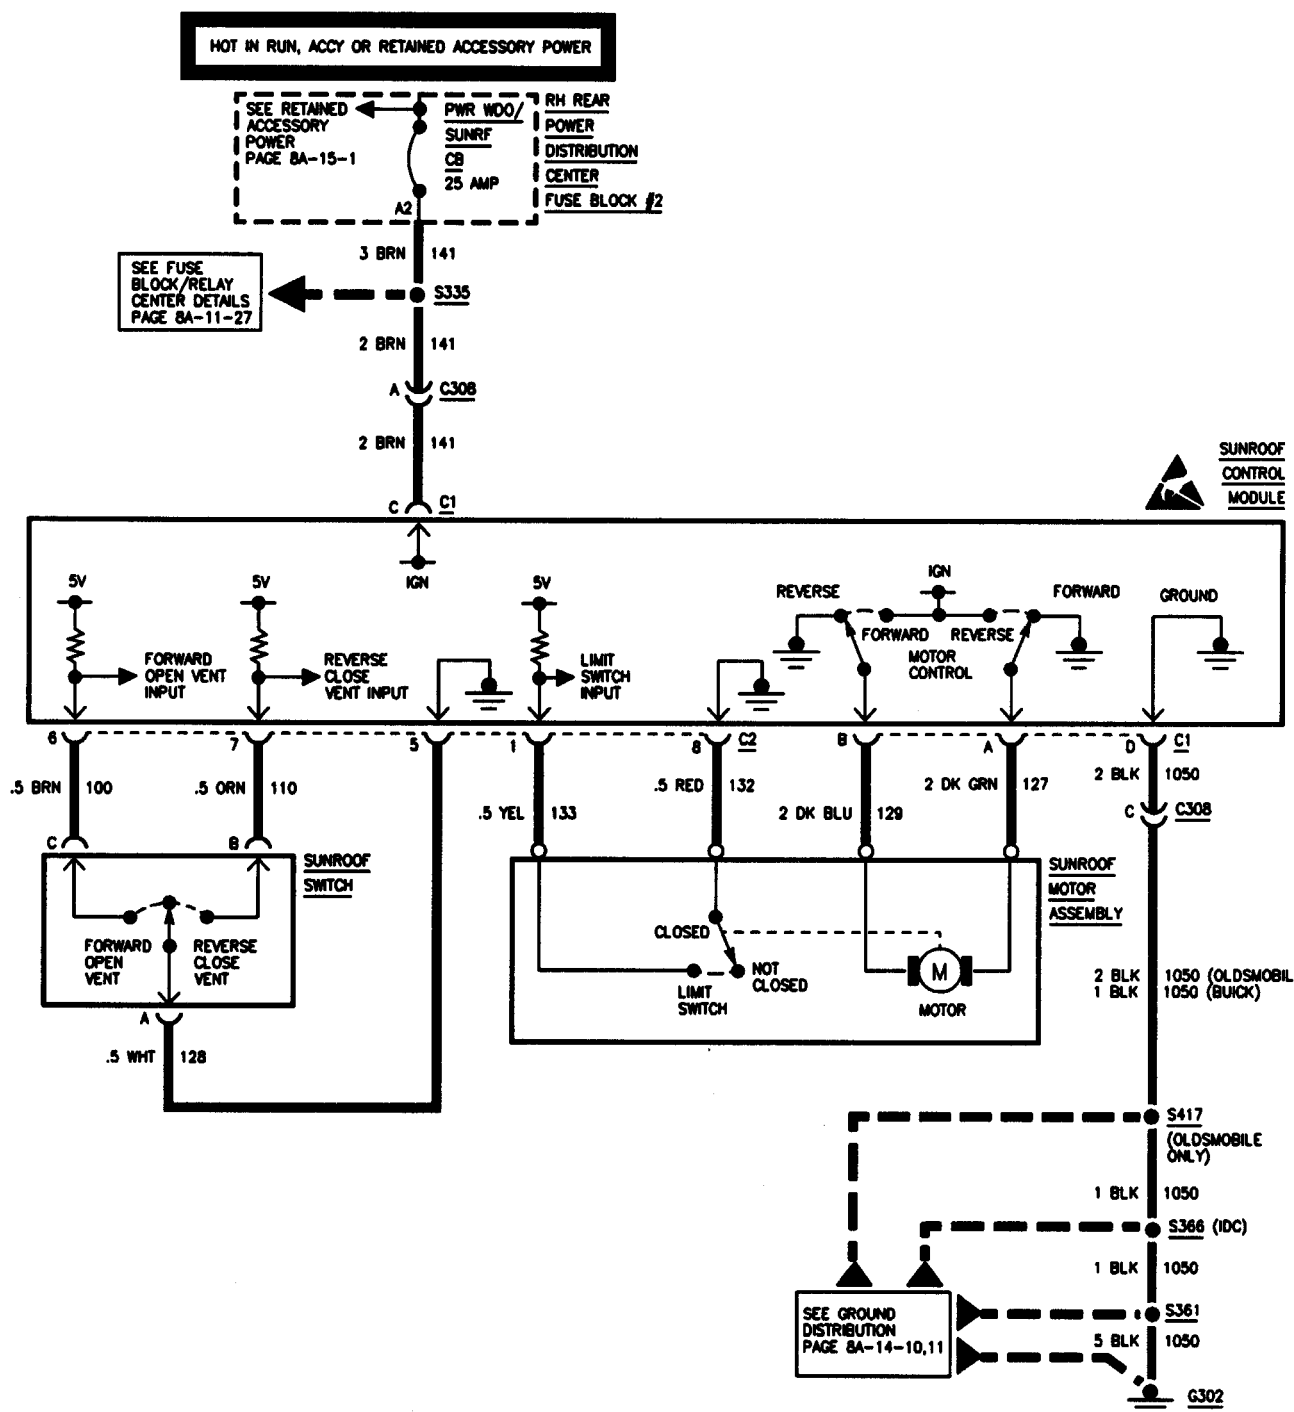 HOT IN RUN, ACCY OR RETAINED ACCESSORY POWER
SEE RETAINED
ACCESSORY
POWER
PAGE 8A-15-1
PWR WDO/
SUNRF
CB
25 AMP
A2
RH REAR
POWER
DISTRIBUTION
CENTER
FUSE BLOCK #2
3 BRN 141
SEE FUSE
BLOCK/RELAY
CENTER DETAILS
PAGE 8A-11-27
S335
2 BRN 141
A C308
2 BRN 141
C C1
SUNROOF
CONTROL
MODULE
IGN
5V
FORWARD
OPEN VENT
INPUT
5V
REVERSE
CLOSE
VENT INPUT
5V
LIMIT
SWITCH
INPUT
REVERSE
IGN
FORWARD
FORWARD REVERSE
MOTOR
CONTROL
GROUND
6 7 5 1 8 C2 B A D C1
.5 BRN 100
.5 ORN 110
.5 YEL 133
.5 RED 132
2 DK BLU 129
2 DK GRN 127
2 BLK 1050
C C308
C B
SUNROOF
SWITCH
FORWARD
OPEN
VENT
REVERSE
CLOSE
VENT
A
.5 WHT 128
SUNROOF
MOTOR
ASSEMBLY
CLOSED
NOT
CLOSED
LIMIT
SWITCH
M
MOTOR
2 BLK 1050 (OLDSMOBIL
1 BLK 1050 (BUICK)
S417
(OLDSMOBILE
ONLY)
1 BLK 1050
S366 (IDC)
1 BLK 1050
SEE GROUND
DISTRIBUTION
PAGE 8A-14-10,11
S361
5 BLK 1050
G302